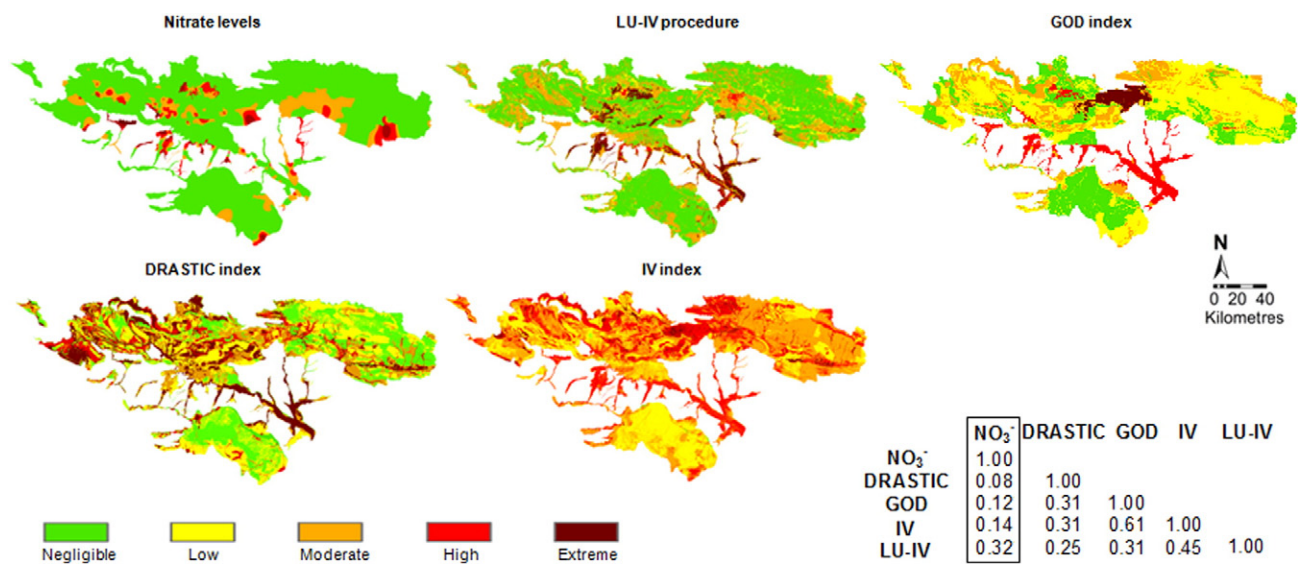 Nitrate levels
LU-IV procedure
GOD index
DRASTIC index
IV index
N
0 20 40
Kilometres
NO₃⁻ DRASTIC GOD IV LU-IV
NO₃⁻ 1.00
DRASTIC 0.08 1.00
GOD 0.12 0.31 1.00
IV 0.14 0.31 0.61 1.00
LU-IV 0.32 0.25 0.31 0.45 1.00
Negligible Low Moderate High Extreme